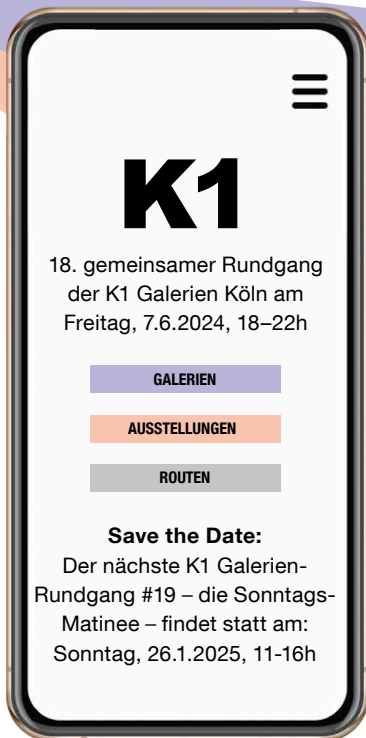 K1
18. gemeinsamer Rundgang
der K1 Galerien Köln am
Freitag, 7.6.2024, 18–22h
GALERIEN
AUSSTELLUNGEN
ROUTEN
Save the Date:
Der nächste K1 Galerien-
Rundgang #19 – die Sonntags-
Matinee – findet statt am:
Sonntag, 26.1.2025, 11-16h